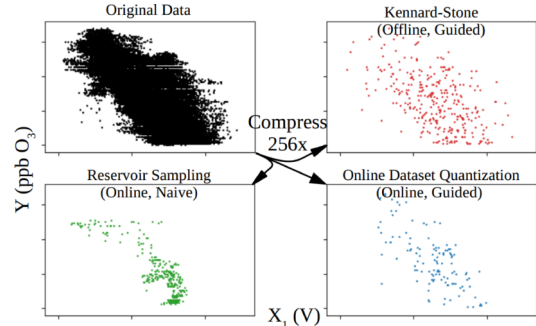 Original Data
Kennard-Stone
(Offline, Guided)
Compress
256x
Reservoir Sampling
(Online, Naive)
Online Dataset Quantization
(Online, Guided)
Y (ppb O3)
X1 (V)